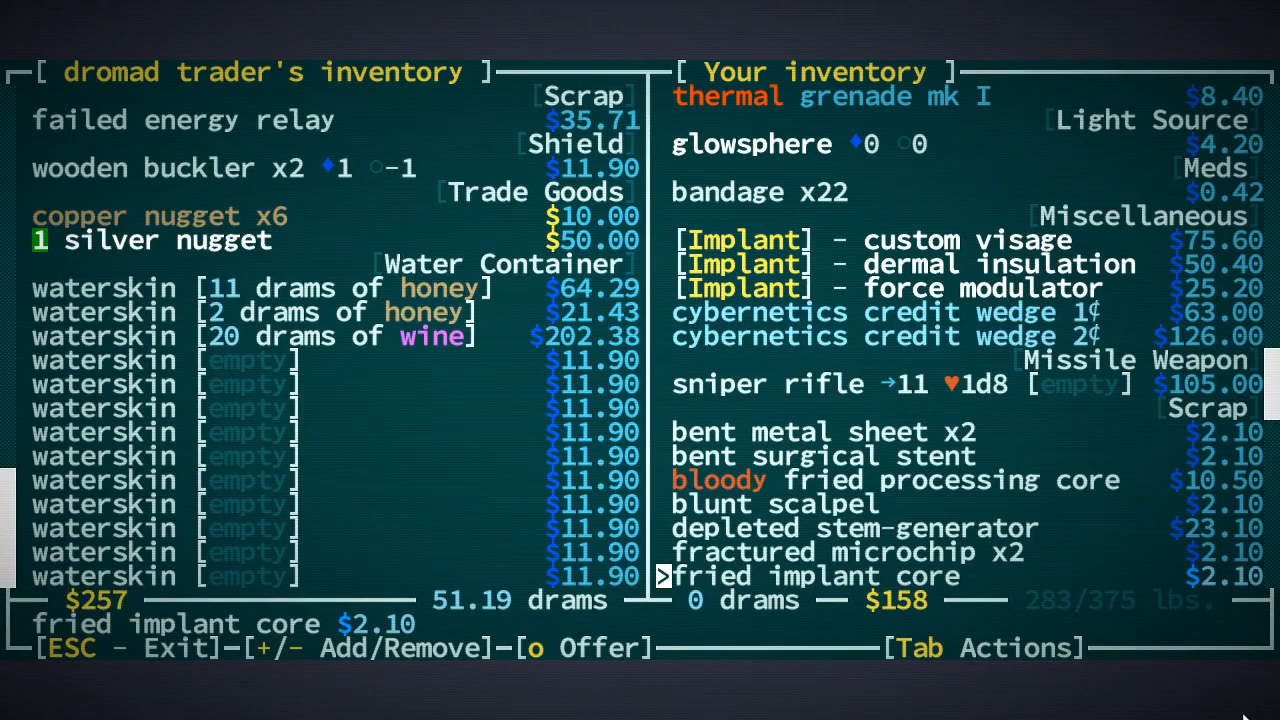 [ dromad trader's inventory ]
[Scrap]
failed energy relay $35.71
[Shield]
wooden buckler x2 ♦1 ○-1 $11.90
[Trade Goods]
copper nugget x6 $10.00
1 silver nugget $50.00
[Water Container]
waterskin [11 drams of honey] $64.29
waterskin [2 drams of honey] $21.43
waterskin [20 drams of wine] $202.38
waterskin [empty] $11.90
waterskin [empty] $11.90
waterskin [empty] $11.90
waterskin [empty] $11.90
waterskin [empty] $11.90
waterskin [empty] $11.90
waterskin [empty] $11.90
waterskin [empty] $11.90
waterskin [empty] $11.90
waterskin [empty] $11.90
[ Your inventory ]
thermal grenade mk I $8.40
[Light Source]
glowsphere ♦0 ○0 $4.20
[Meds]
bandage x22 $0.42
[Miscellaneous]
[Implant] - custom visage $75.60
[Implant] - dermal insulation $50.40
[Implant] - force modulator $25.20
cybernetics credit wedge 1¢ $63.00
cybernetics credit wedge 2¢ $126.00
[Missile Weapon]
sniper rifle →11 ♥1d8 [empty] $105.00
[Scrap]
bent metal sheet x2 $2.10
bent surgical stent $2.10
bloody fried processing core $10.50
blunt scalpel $2.10
depleted stem-generator $23.10
fractured microchip x2 $2.10
>fried implant core $2.10
$257 51.19 drams 0 drams $158 283/375 lbs.
fried implant core $2.10
[ESC - Exit]-[+/- Add/Remove]-[o Offer] [Tab Actions]